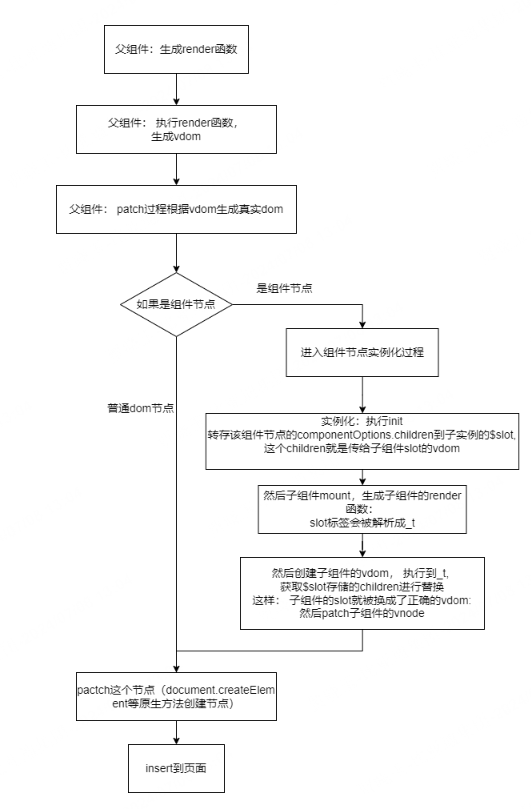 父组件：生成render函数
父组件： 执行render函数，
生成vdom
父组件： patch过程根据vdom生成真实dom
如果是组件节点
是组件节点
进入组件节点实例化过程
普通dom节点
实例化：执行init
转存该组件节点的componentOptions.children到子实例的$slot,
这个children就是传给子组件slot的vdom
然后子组件mount，生成子组件的render
函数：
slot标签会被解析成_t
然后创建子组件的vdom， 执行到_t,
获取$slot存储的children进行替换
这样： 子组件的slot就被换成了正确的vdom:
然后patch子组件的vnode
pactch这个节点（document.createElem
ent等原生方法创建节点）
insert到页面